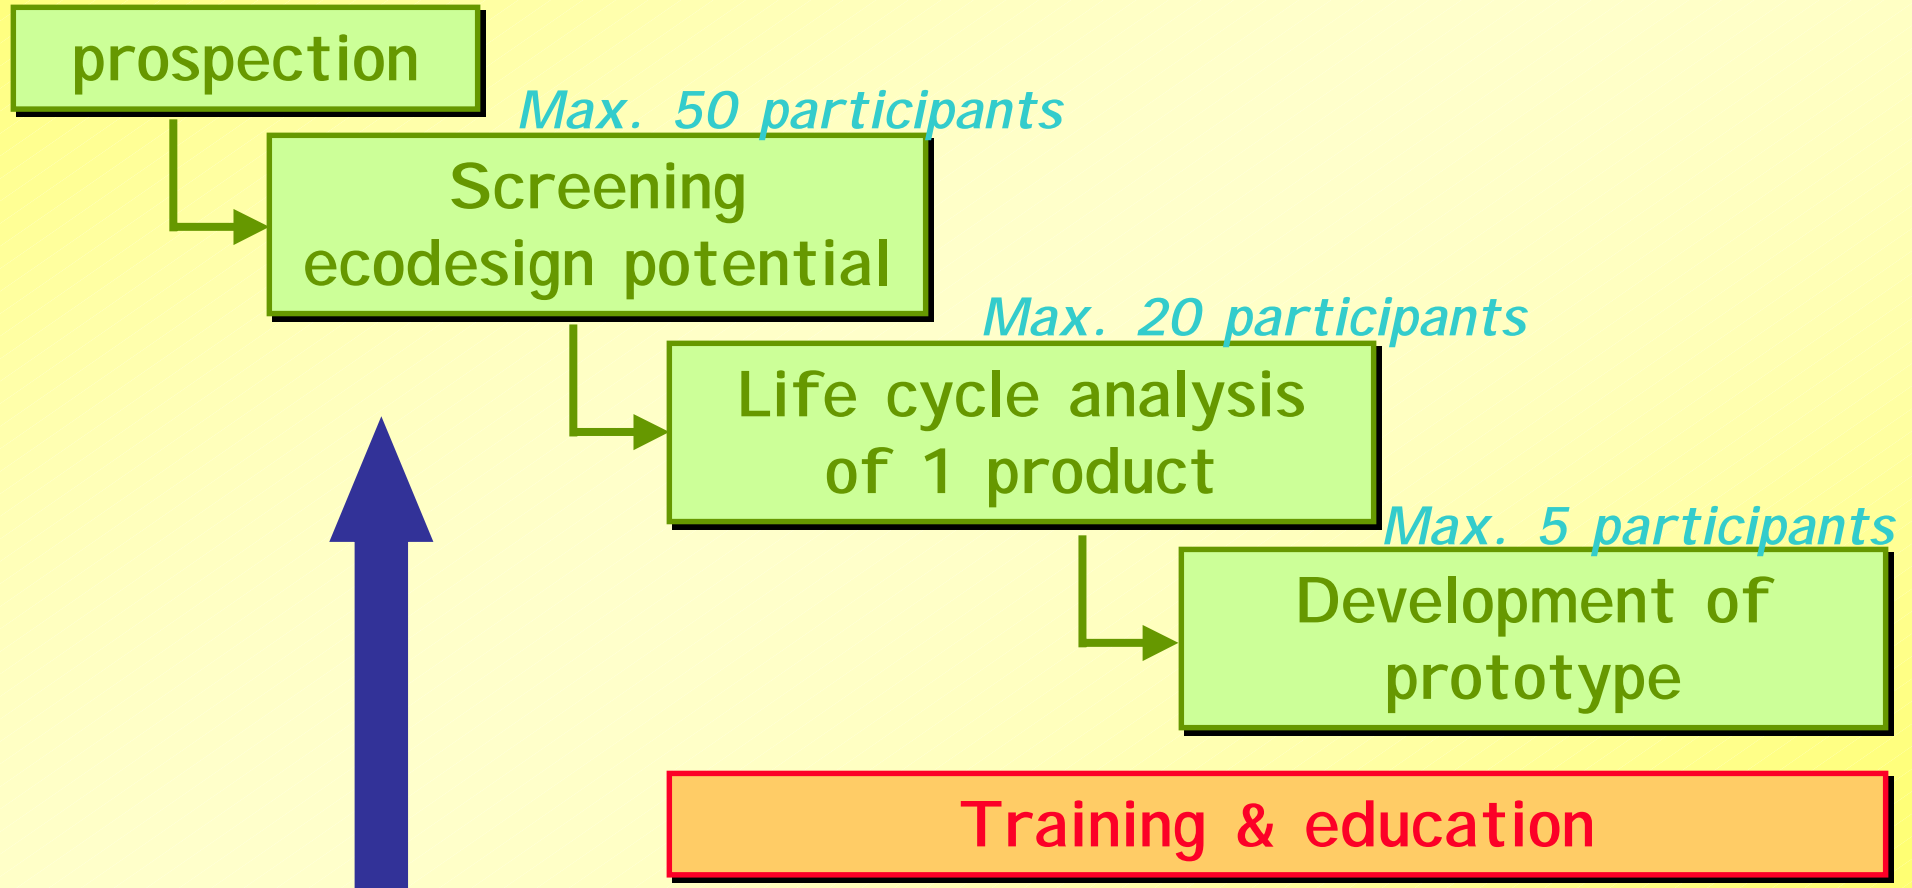 prospection
Max. 50 participants
Screening
ecodesign potential
Max. 20 participants
Life cycle analysis
of 1 product
Max. 5 participants
Development of
prototype
Training & education